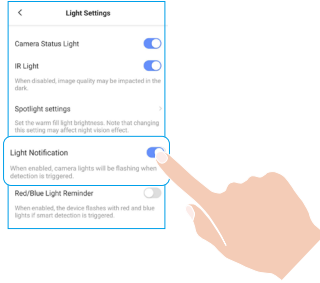 Light Settings
Camera Status Light
IR Light
When disabled, image quality may be impacted in the
dark.
Spotlight settings
Set the warm fill light brightness. Note that changing
this setting may affect night vision effect.
Light Notification
When enabled, camera lights will be flashing when
detection is triggered.
Red/Blue Light Reminder
When enabled, the device flashes with red and blue
lights if smart detection is triggered.